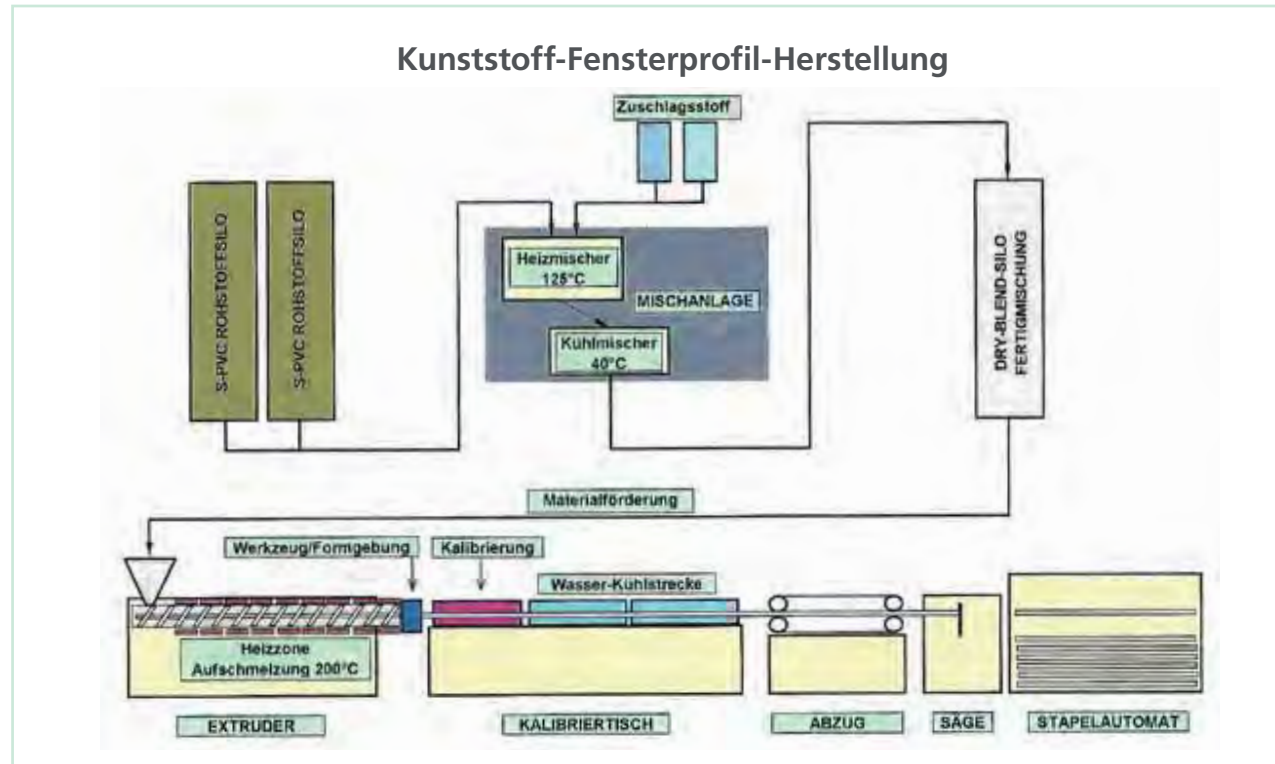 Kunststoff-Fensterprofil-Herstellung
Zuschlagsstoff
S-PVC ROHSTOFFSILO
S-PVC ROHSTOFFSILO
Heizmischer
125°C
MISCHANLAGE
Kühlmischer
40°C
DRY-BLEND-SILO
FERTIGMISCHUNG
Materialförderung
Werkzeug/Formgebung
Kalibrierung
Wasser-Kühlstrecke
Heizzone
Aufschmelzung 200°C
EXTRUDER
KALIBRIERTISCH
ABZUG
SÄGE
STAPELAUTOMAT